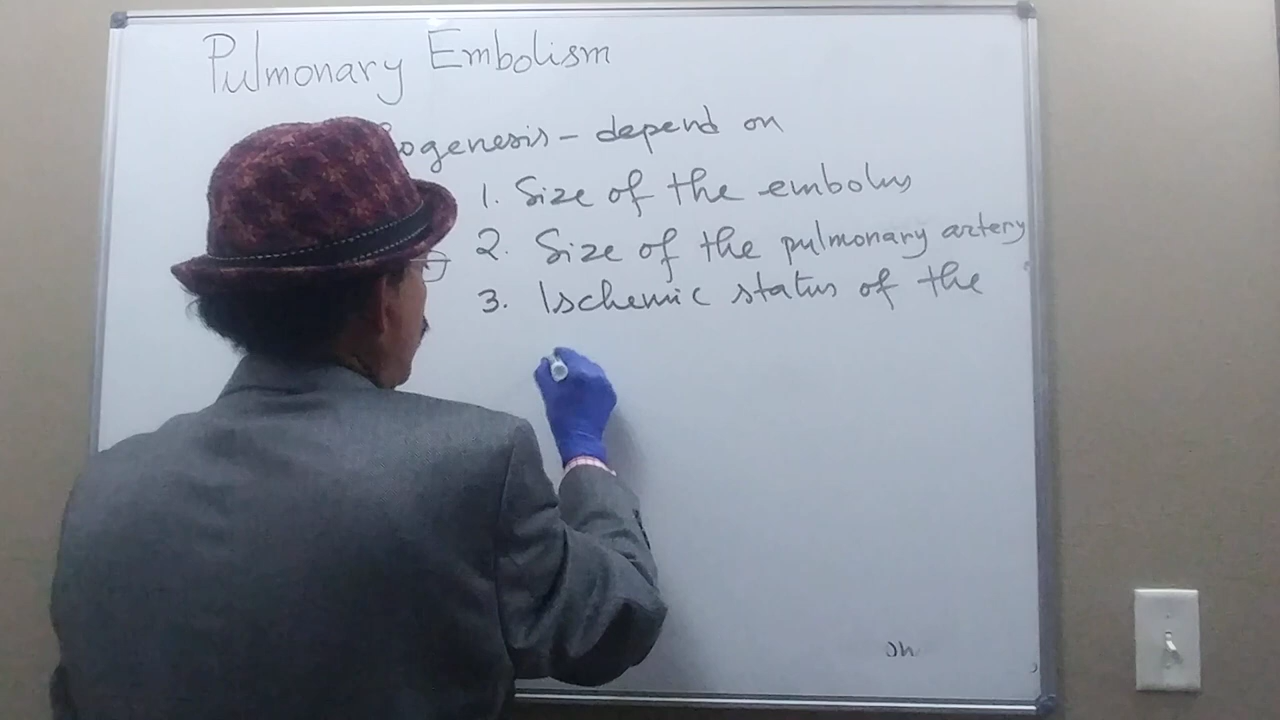 Pulmonary Embolism
ogenesis - depend on
1. Size of the embolus
2. Size of the pulmonary artery
3. Ischemic status of the